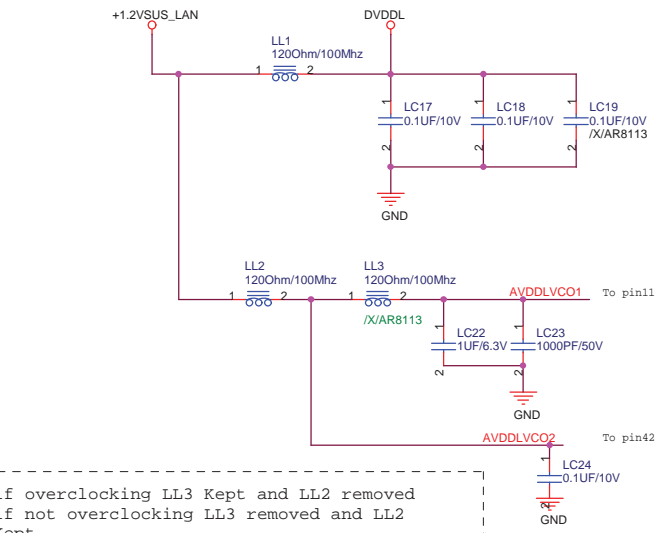 +1.2VSUS_LAN
DVDDL
LL1
120Ohm/100Mhz
1 2
1
LC17
0.1UF/10V
2
1
LC18
0.1UF/10V
2
1
LC19
0.1UF/10V
/X/AR8113
2
GND
LL2
120Ohm/100Mhz
1 2
LL3
120Ohm/100Mhz
1 2
/X/AR8113
AVDDLVCO1
To pin11
1
LC22
1UF/6.3V
2
1
LC23
1000PF/50V
2
GND
AVDDLVCO2
To pin42
1
LC24
0.1UF/10V
2
GND
if overclocking LL3 Kept and LL2 removed
if not overclocking LL3 removed and LL2